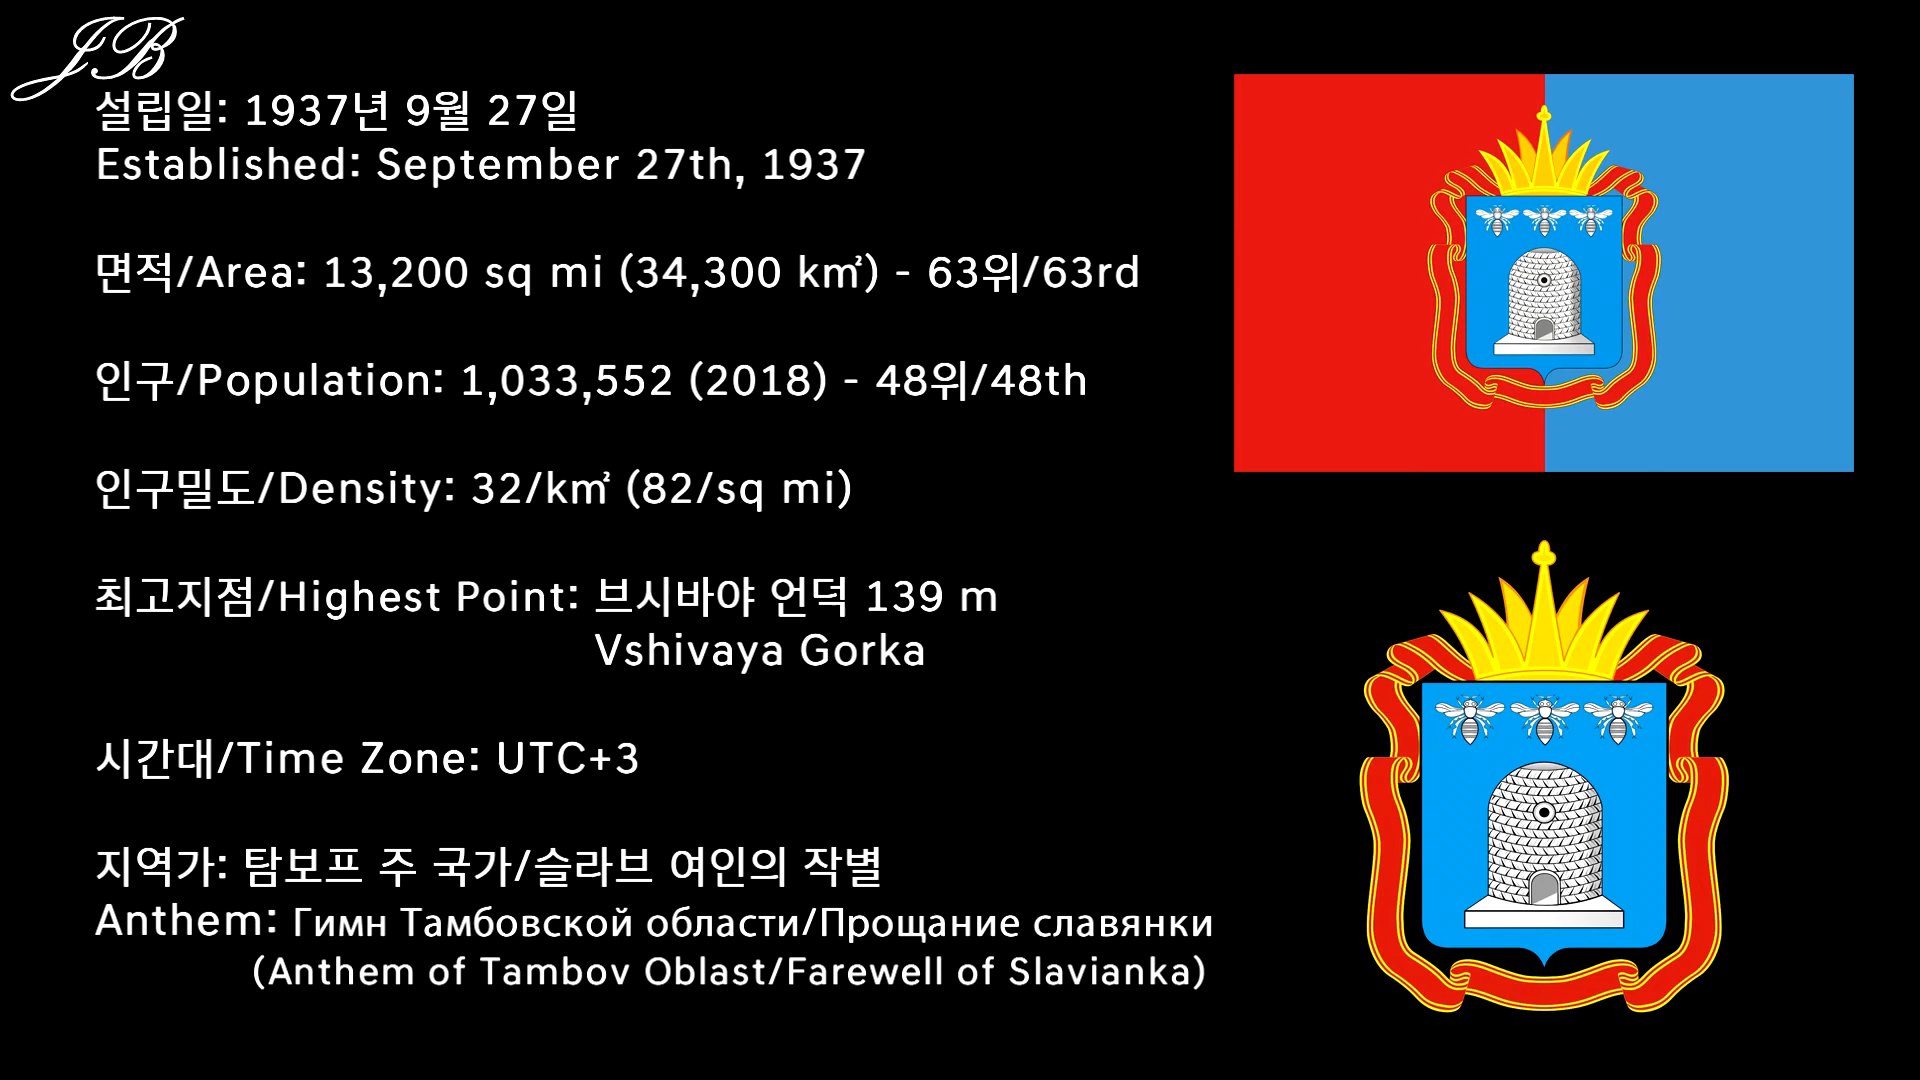 JB
설립일: 1937년 9월 27일
Established: September 27th, 1937
면적/Area: 13,200 sq mi (34,300 k㎡) - 63위/63rd
인구/Population: 1,033,552 (2018) - 48위/48th
인구밀도/Density: 32/k㎡ (82/sq mi)
최고지점/Highest Point: 브시바야 언덕 139 m
Vshivaya Gorka
시간대/Time Zone: UTC+3
지역가: 탐보프 주 국가/슬라브 여인의 작별
Anthem: Гимн Тамбовской области/Прощание славянки
(Anthem of Tambov Oblast/Farewell of Slavianka)